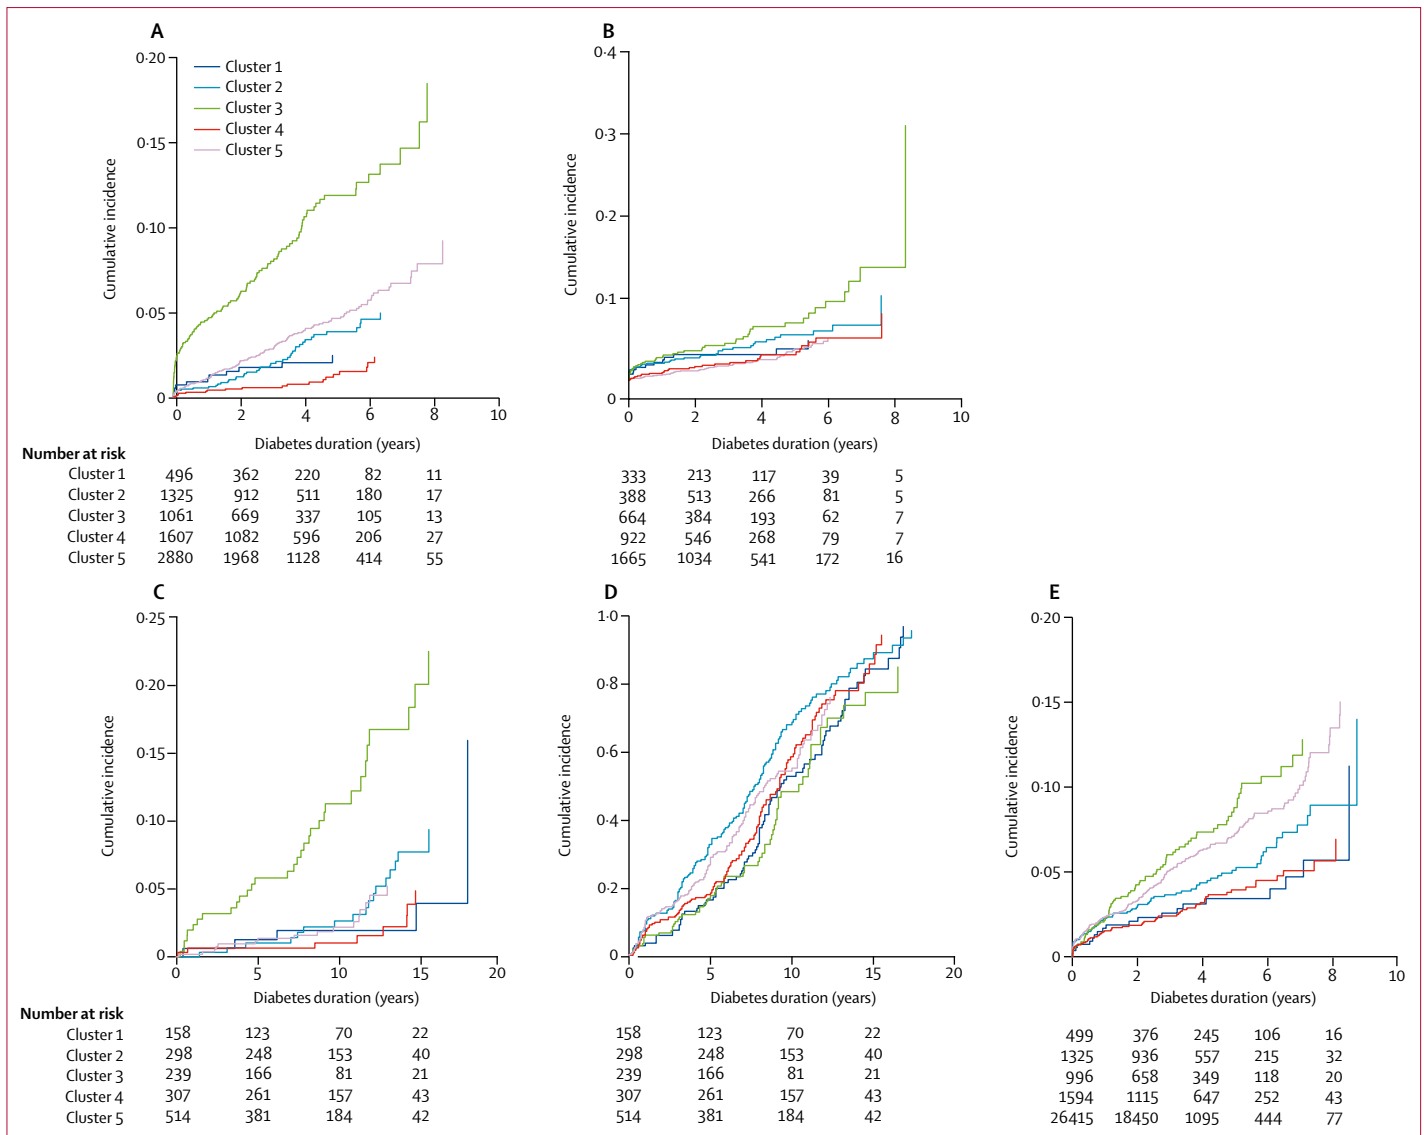 A
0·20
0·15
0·10
0·05
0
Cluster 1
Cluster 2
Cluster 3
Cluster 4
Cluster 5
Cumulative incidence
0 2 4 6 8 10
Diabetes duration (years)
B
0·4
0·3
0·2
0·1
0
Cumulative incidence
0 2 4 6 8 10
Diabetes duration (years)
Number at risk
Cluster 1 496 362 220 82 11 333 213 117 39 5
Cluster 2 1325 912 511 180 17 388 513 266 81 5
Cluster 3 1061 669 337 105 13 664 384 193 62 7
Cluster 4 1607 1082 596 206 27 922 546 268 79 7
Cluster 5 2880 1968 1128 414 55 1665 1034 541 172 16
C
0·25
0·20
0·15
0·10
0·05
0
Cumulative incidence
0 5 10 15 20
Diabetes duration (years)
D
1·0
0·8
0·6
0·4
0·2
0
Cumulative incidence
0 5 10 15 20
Diabetes duration (years)
E
0·20
0·15
0·10
0·05
0
Cumulative incidence
0 2 4 6 8 10
Diabetes duration (years)
Number at risk
Cluster 1 158 123 70 22 158 123 70 22 499 376 245 106 16
Cluster 2 298 248 153 40 298 248 153 40 1325 936 557 215 32
Cluster 3 239 166 81 21 239 166 81 21 996 658 349 118 20
Cluster 4 307 261 157 43 307 261 157 43 1594 1115 647 252 43
Cluster 5 514 381 184 42 514 381 184 42 26415 18450 1095 444 77